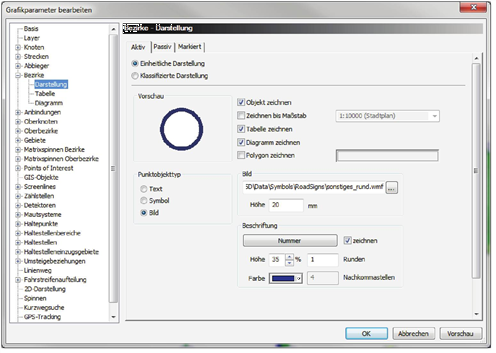 Grafikparameter bearbeiten
Basis
Layer
Knoten
Strecken
Abbieger
Bezirke
Darstellung
Tabelle
Diagramm
Anbindungen
Oberknoten
Oberbezirke
Gebiete
Matrixspinnen Bezirke
Matrixspinnen Oberbezirke
Points of Interest
GIS-Objekte
Screenlines
Zählstellen
Detektoren
Mautsysteme
Haltepunkte
Haltestellenbereiche
Haltestellen
Haltestelleneinzugsgebiete
Umsteigebeziehungen
Linienweg
Fahrstreifenaufteilung
2D-Darstellung
Spinnen
Kurzwegsuche
GPS-Tracking
Bezirke - Darstellung
Aktiv Passiv Markiert
Einheitliche Darstellung
Klassifizierte Darstellung
Vorschau
Objekt zeichnen
Zeichnen bis Maßstab 1:10000 (Stadtplan)
Tabelle zeichnen
Diagramm zeichnen
Polygon zeichnen
Punktobjekttyp
Text
Symbol
Bild
Bild
SD\Data\Symbols\RoadSigns\sonstiges_rund.wmf ...
Höhe 20 mm
Beschriftung
Nummer zeichnen
Höhe 35 % 1 Runden
Farbe 4 Nachkommastellen
OK Abbrechen Vorschau